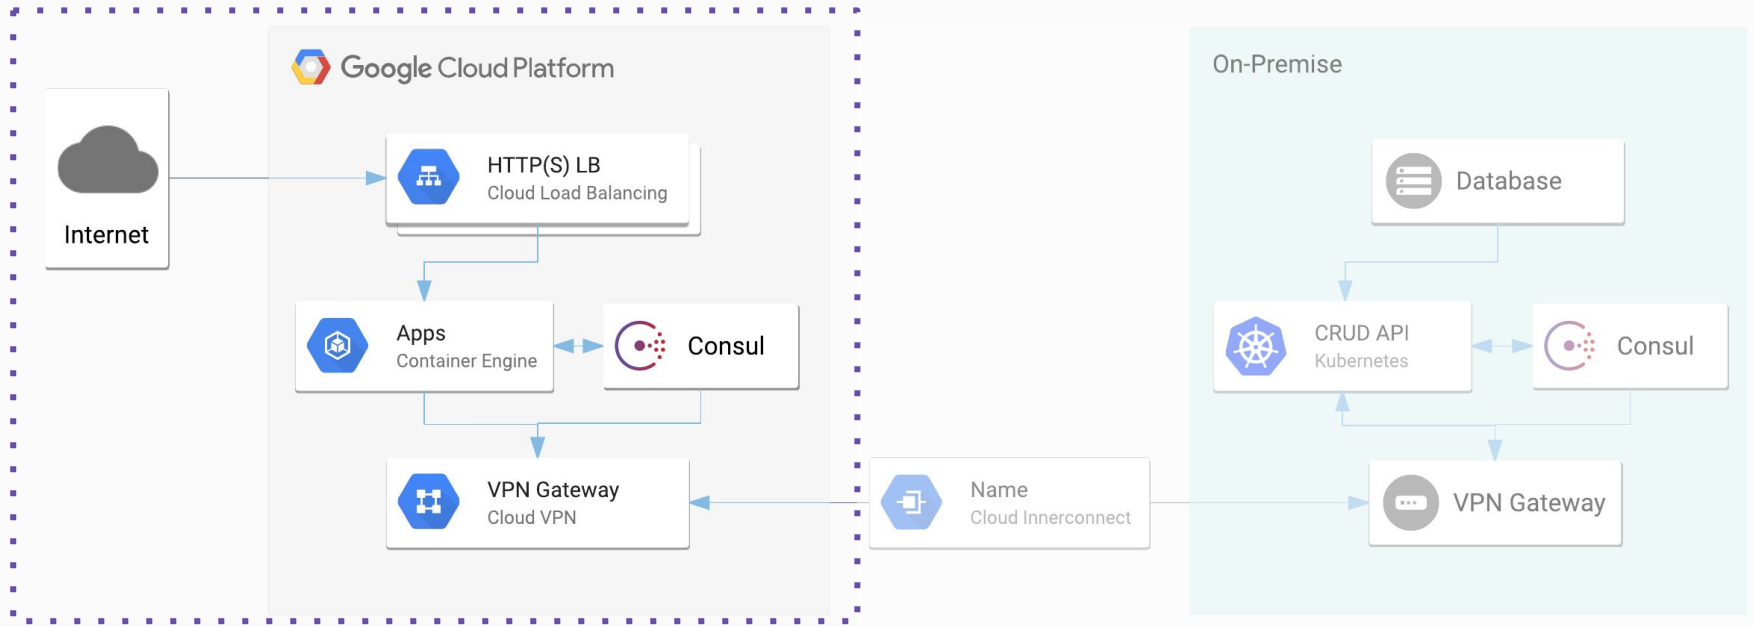 Google Cloud Platform
Internet
HTTP(S) LB
Cloud Load Balancing
Apps
Container Engine
Consul
VPN Gateway
Cloud VPN
Name
Cloud Innerconnect
On-Premise
Database
CRUD API
Kubernetes
Consul
VPN Gateway